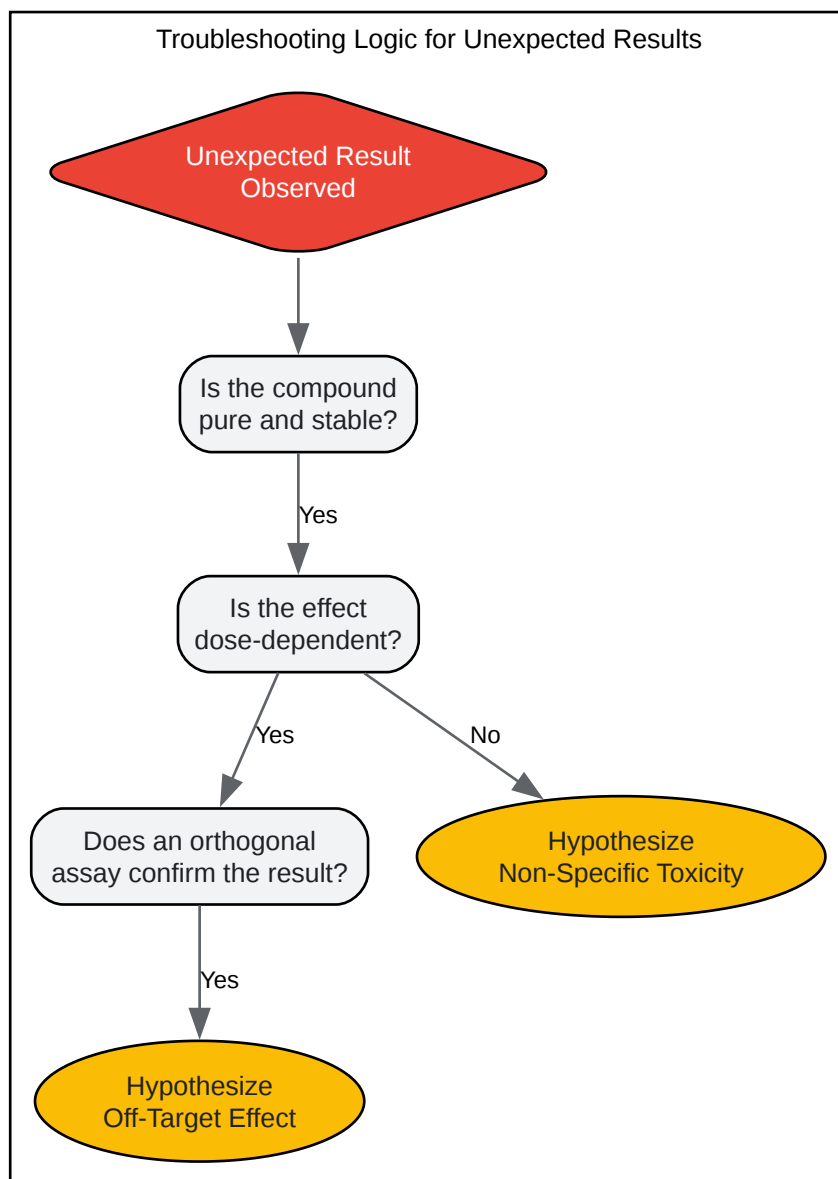 Troubleshooting Logic for Unexpected Results
Unexpected Result
Observed
Is the compound
pure and stable?
Yes
Is the effect
dose-dependent?
Yes
No
Does an orthogonal
assay confirm the result?
Hypothesize
Non-Specific Toxicity
Yes
Hypothesize
Off-Target Effect